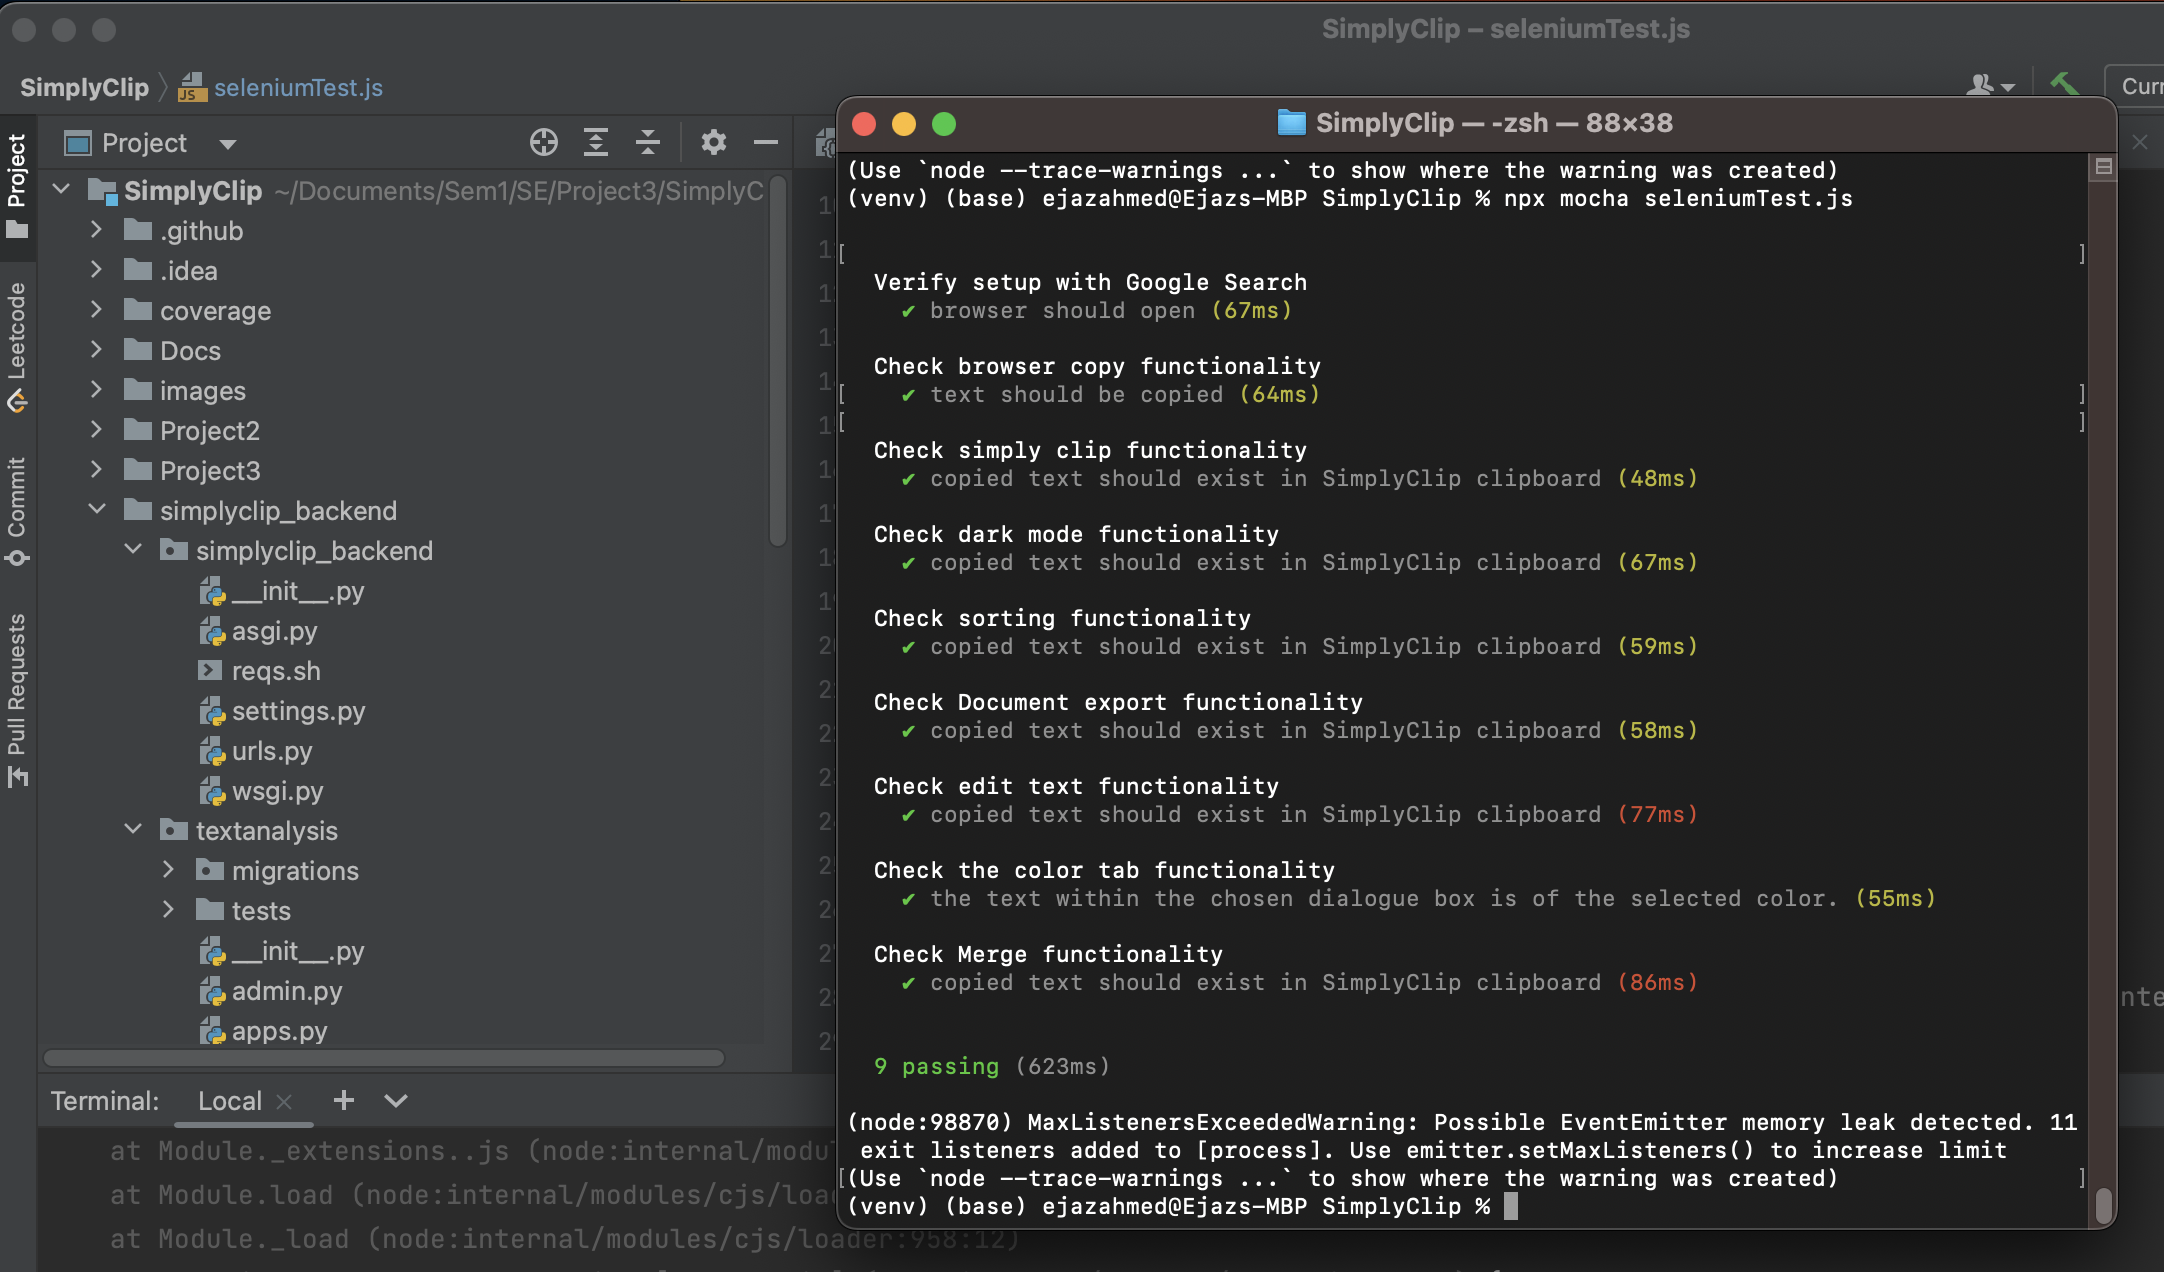 SimplyClip – seleniumTest.js
SimplyClip
seleniumTest.js
Project
Leetcode
Commit
Pull Requests
Project
SimplyClip ~/Documents/Sem1/SE/Project3/SimplyC
.github
.idea
coverage
Docs
images
Project2
Project3
simplyclip_backend
simplyclip_backend
__init__.py
asgi.py
reqs.sh
settings.py
urls.py
wsgi.py
textanalysis
migrations
tests
__init__.py
admin.py
apps.py
Terminal: Local
at Module._extensions..js (node:internal/modul
at Module.load (node:internal/modules/cjs/load
at Module._load (node:internal/modules/cjs/loader:958:12)
Curr
nte
SimplyClip — -zsh — 88×38
(Use `node --trace-warnings ...` to show where the warning was created)
(venv) (base) ejazahmed@Ejazs-MBP SimplyClip % npx mocha seleniumTest.js
[ ]
Verify setup with Google Search
✔ browser should open (67ms)
Check browser copy functionality
[ ✔ text should be copied (64ms) ]
[ ]
Check simply clip functionality
✔ copied text should exist in SimplyClip clipboard (48ms)
Check dark mode functionality
✔ copied text should exist in SimplyClip clipboard (67ms)
Check sorting functionality
✔ copied text should exist in SimplyClip clipboard (59ms)
Check Document export functionality
✔ copied text should exist in SimplyClip clipboard (58ms)
Check edit text functionality
✔ copied text should exist in SimplyClip clipboard (77ms)
Check the color tab functionality
✔ the text within the chosen dialogue box is of the selected color. (55ms)
Check Merge functionality
✔ copied text should exist in SimplyClip clipboard (86ms)
9 passing (623ms)
(node:98870) MaxListenersExceededWarning: Possible EventEmitter memory leak detected. 11
exit listeners added to [process]. Use emitter.setMaxListeners() to increase limit
[(Use `node --trace-warnings ...` to show where the warning was created) ]
(venv) (base) ejazahmed@Ejazs-MBP SimplyClip %